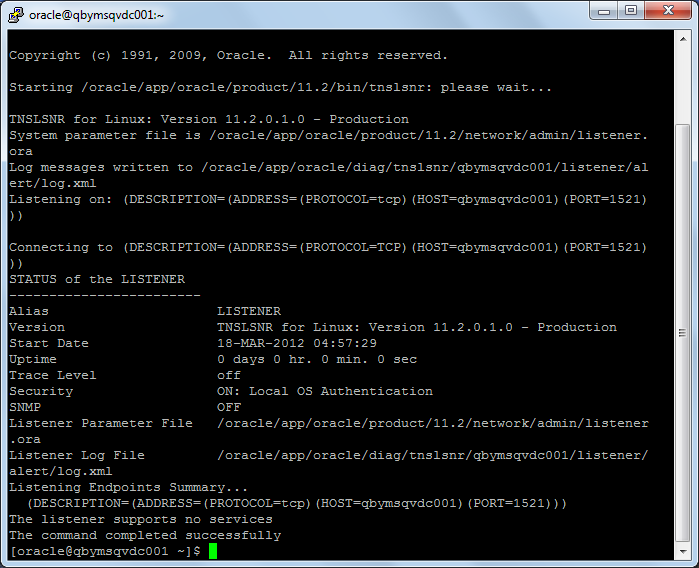 oracle@qbymsqvdc001:~
Copyright (c) 1991, 2009, Oracle.  All rights reserved.
Starting /oracle/app/oracle/product/11.2/bin/tnslsnr: please wait...
TNSLSNR for Linux: Version 11.2.0.1.0 - Production
System parameter file is /oracle/app/oracle/product/11.2/network/admin/listener.
ora
Log messages written to /oracle/app/oracle/diag/tnslsnr/qbymsqvdc001/listener/al
ert/log.xml
Listening on: (DESCRIPTION=(ADDRESS=(PROTOCOL=tcp)(HOST=qbymsqvdc001)(PORT=1521)
))
Connecting to (DESCRIPTION=(ADDRESS=(PROTOCOL=TCP)(HOST=qbymsqvdc001)(PORT=1521)
))
STATUS of the LISTENER
------------------------
Alias                     LISTENER
Version                   TNSLSNR for Linux: Version 11.2.0.1.0 - Production
Start Date                18-MAR-2012 04:57:29
Uptime                    0 days 0 hr. 0 min. 0 sec
Trace Level               off
Security                  ON: Local OS Authentication
SNMP                      OFF
Listener Parameter File   /oracle/app/oracle/product/11.2/network/admin/listener
.ora
Listener Log File         /oracle/app/oracle/diag/tnslsnr/qbymsqvdc001/listener/
alert/log.xml
Listening Endpoints Summary...
  (DESCRIPTION=(ADDRESS=(PROTOCOL=tcp)(HOST=qbymsqvdc001)(PORT=1521)))
The listener supports no services
The command completed successfully
[oracle@qbymsqvdc001 ~]$